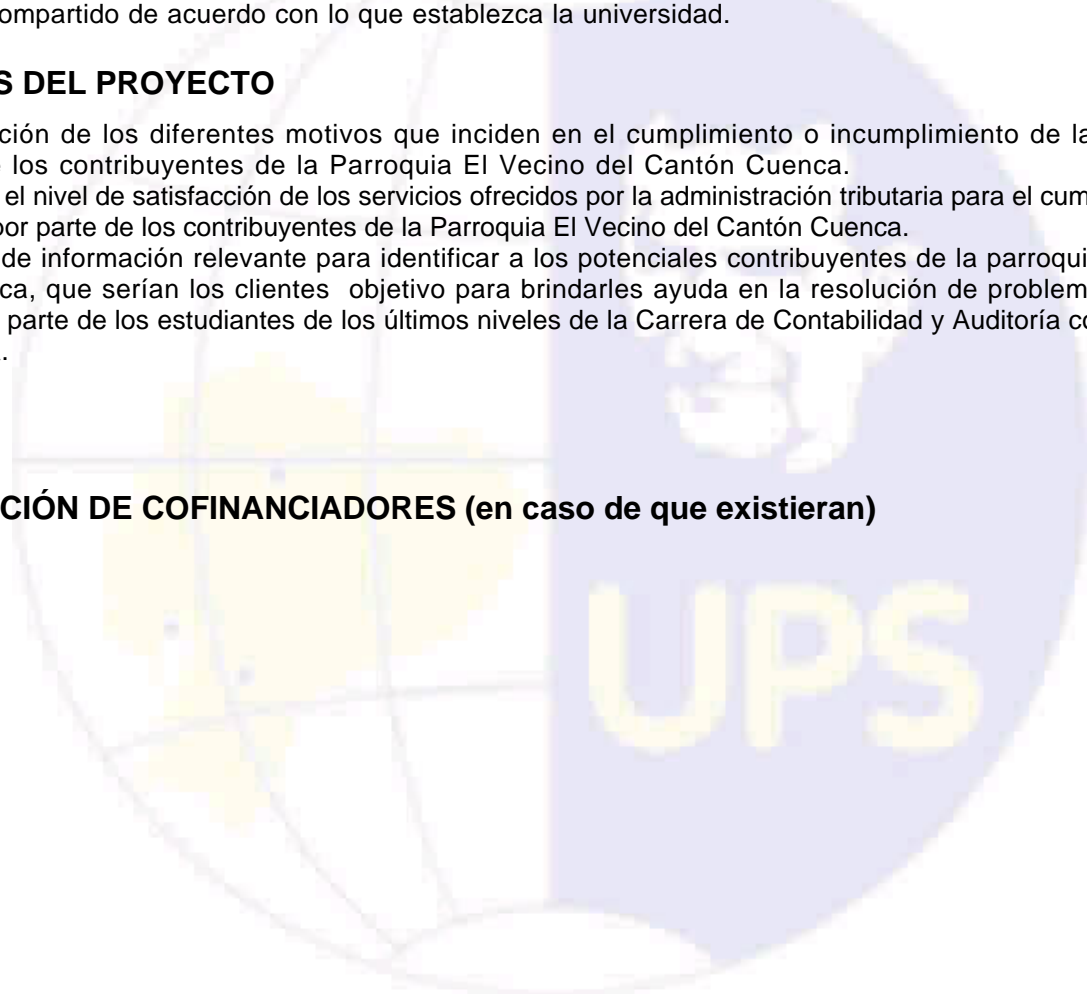 ompartido de acuerdo con lo que establezca la universidad.
S DEL PROYECTO
ción de los diferentes motivos que inciden en el cumplimiento o incumplimiento de la
los contribuyentes de la Parroquia El Vecino del Cantón Cuenca.
el nivel de satisfacción de los servicios ofrecidos por la administración tributaria para el cum
por parte de los contribuyentes de la Parroquia El Vecino del Cantón Cuenca.
de información relevante para identificar a los potenciales contribuyentes de la parroqui
ca, que serían los clientes objetivo para brindarles ayuda en la resolución de problem
parte de los estudiantes de los últimos niveles de la Carrera de Contabilidad y Auditoría co
.
CIÓN DE COFINANCIADORES (en caso de que existieran)
UPS